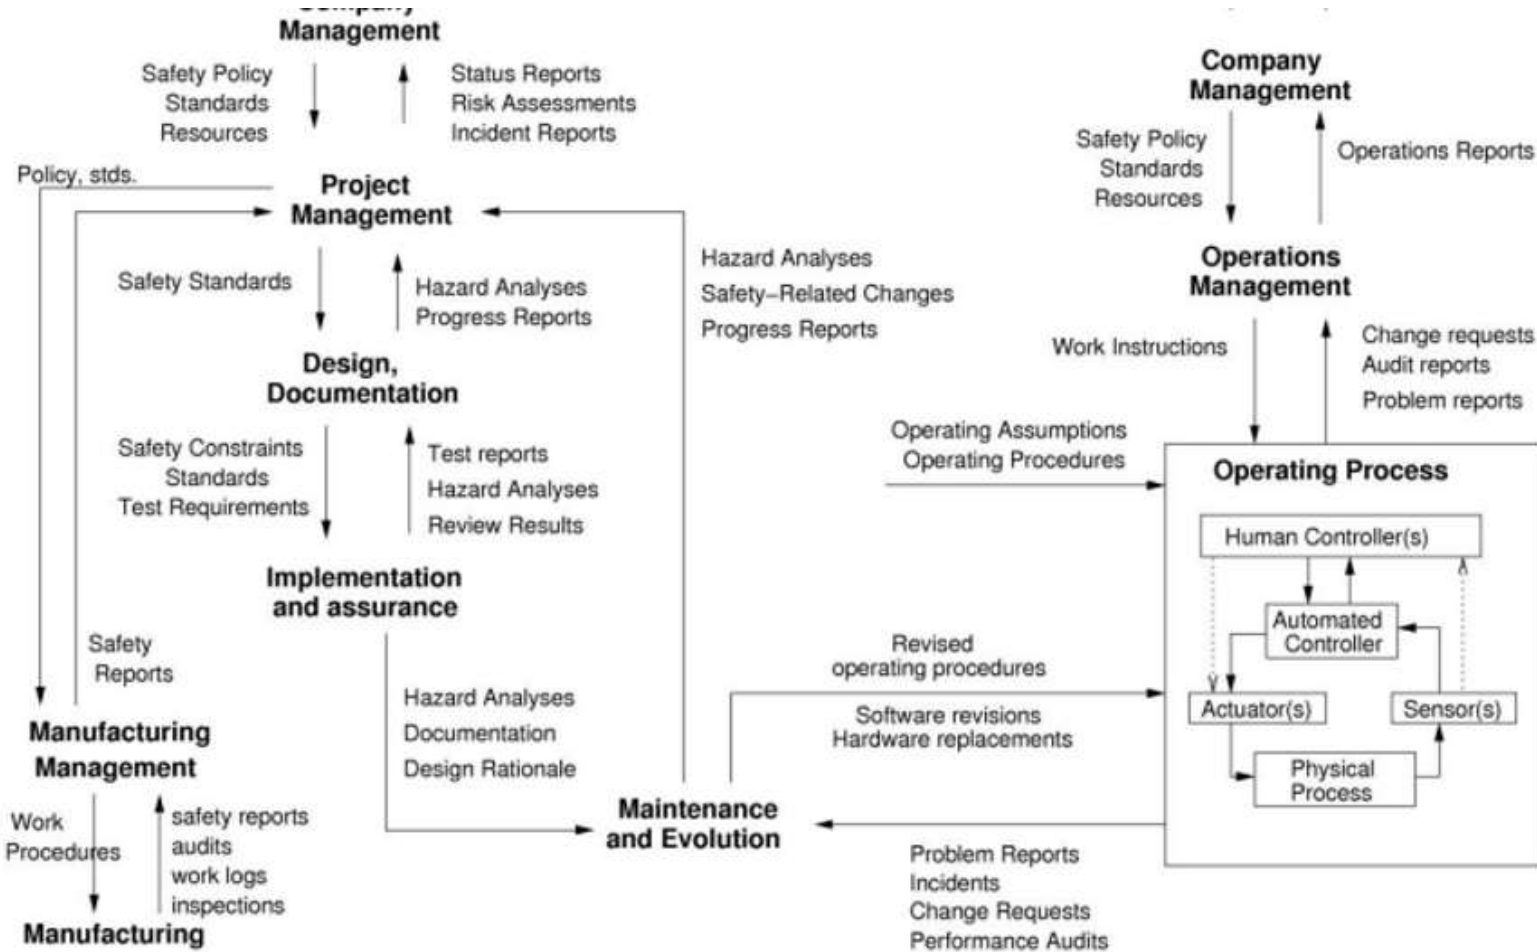 Management
Safety Policy
Standards
Resources
Status Reports
Risk Assessments
Incident Reports
Policy, stds.
Project
Management
Safety Standards
Hazard Analyses
Progress Reports
Design,
Documentation
Safety Constraints
Standards
Test Requirements
Test reports
Hazard Analyses
Review Results
Implementation
and assurance
Safety
Reports
Hazard Analyses
Documentation
Design Rationale
Manufacturing
Management
Work
Procedures
safety reports
audits
work logs
inspections
Manufacturing
Hazard Analyses
Safety–Related Changes
Progress Reports
Maintenance
and Evolution
Revised
operating procedures
Software revisions
Hardware replacements
Problem Reports
Incidents
Change Requests
Performance Audits
Company
Management
Safety Policy
Standards
Resources
Operations Reports
Operations
Management
Work Instructions
Change requests
Audit reports
Problem reports
Operating Assumptions
Operating Procedures
Operating Process
Human Controller(s)
Automated
Controller
Actuator(s)
Sensor(s)
Physical
Process